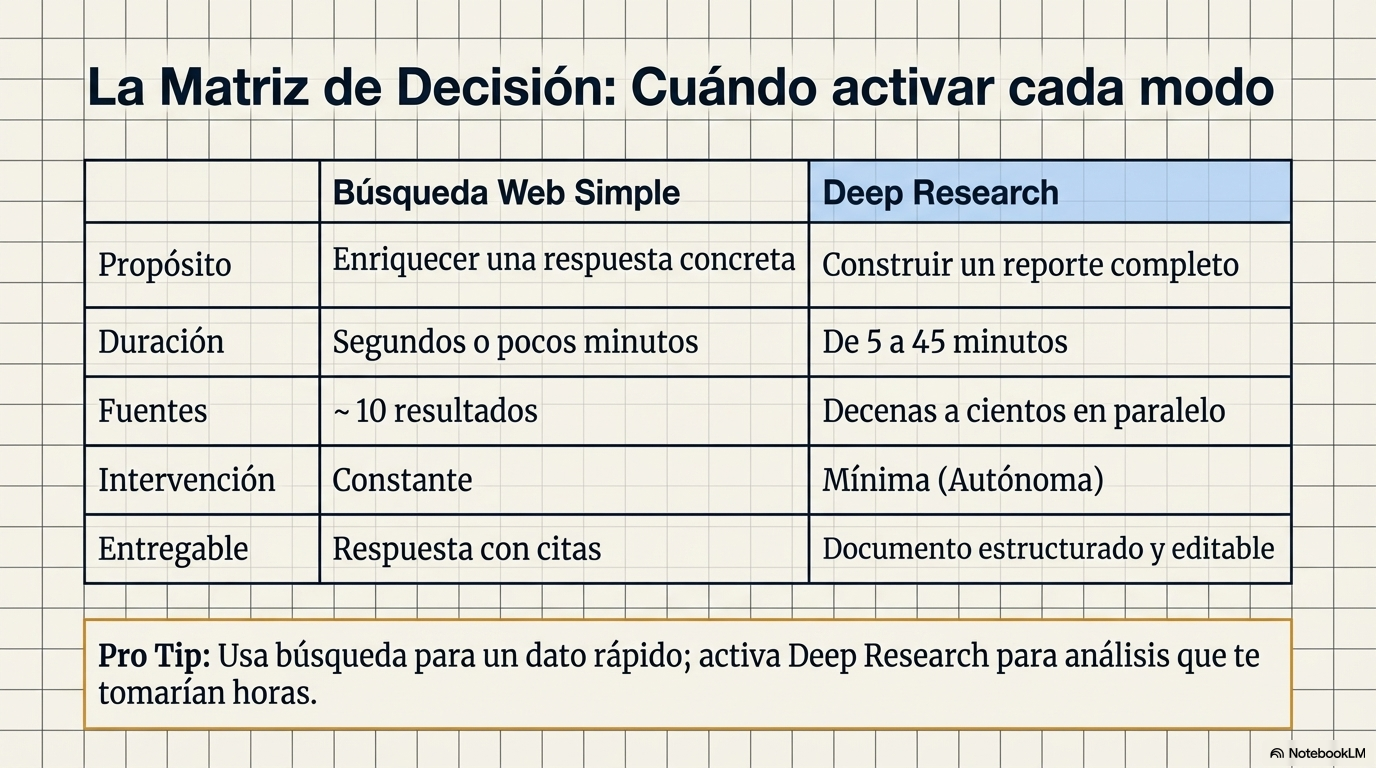 La Matriz de Decisión: Cuándo activar cada modo
Búsqueda Web Simple
Deep Research
Propósito
Enriquecer una respuesta concreta
Construir un reporte completo
Duración
Segundos o pocos minutos
De 5 a 45 minutos
Fuentes
~ 10 resultados
Decenas a cientos en paralelo
Intervención
Constante
Mínima (Autónoma)
Entregable
Respuesta con citas
Documento estructurado y editable
Pro Tip: Usa búsqueda para un dato rápido; activa Deep Research para análisis que te
tomarían horas.
NotebookLM